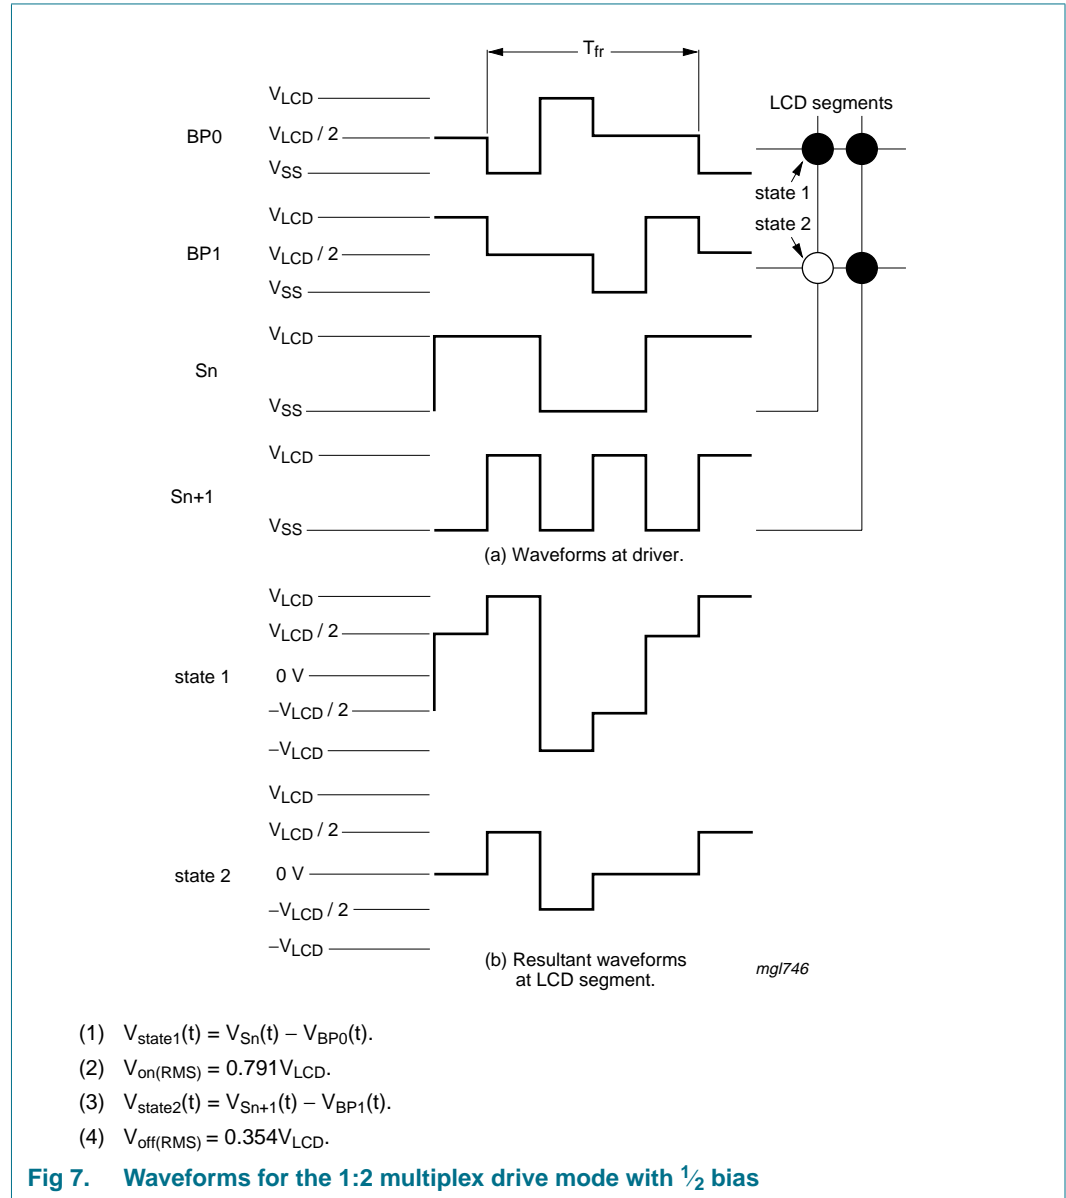 Tfr
VLCD
BP0
VLCD / 2
VSS
LCD segments
state 1
VLCD
state 2
BP1
VLCD / 2
VSS
VLCD
Sn
VSS
VLCD
Sn+1
VSS
(a) Waveforms at driver.
VLCD
VLCD / 2
state 1
0 V
−VLCD / 2
−VLCD
VLCD
VLCD / 2
state 2
0 V
−VLCD / 2
−VLCD
(b) Resultant waveforms
at LCD segment.
mgl746
(1) Vstate1(t) = VSn(t) − VBP0(t).
(2) Von(RMS) = 0.791VLCD.
(3) Vstate2(t) = VSn+1(t) − VBP1(t).
(4) Voff(RMS) = 0.354VLCD.
Fig 7. Waveforms for the 1:2 multiplex drive mode with 1⁄2 bias